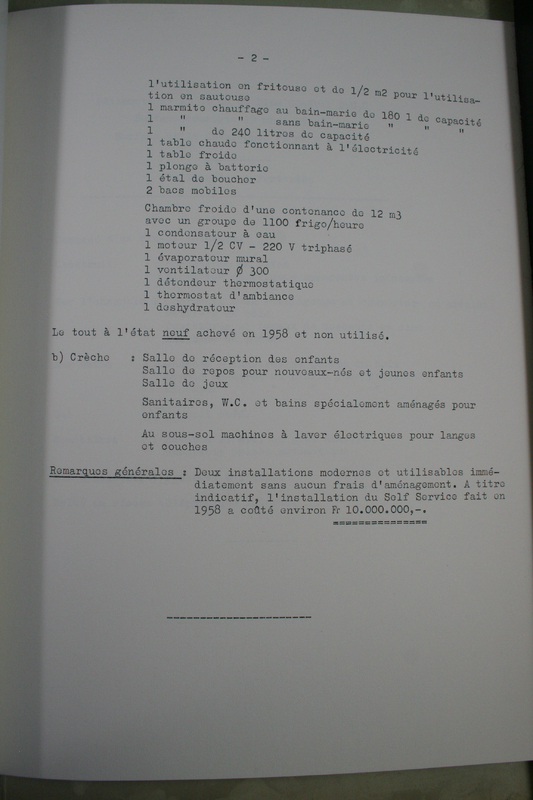 - 2 -
l'utilisation en friteuse et de 1/2 m2 pour l'utilisa-
tion en sauteuse
1 marmite chauffage au bain-marie de 180 l de capacité
1 " " sans bain-marie " " "
1 " de 240 litres de capacité
1 table chaude fonctionnant à l'électricité
1 table froide
1 plonge à batterie
1 étal de boucher
2 bacs mobiles
Chambre froide d'une contenance de 12 m3
avec un groupe de 1100 frigo/heure
1 condensateur à eau
1 moteur 1/2 CV - 220 V triphasé
1 évaporateur mural
1 ventilateur Ø 300
1 détendeur thermostatique
1 thermostat d'ambiance
1 deshydrateur
Le tout à l'état neuf achevé en 1958 et non utilisé.
b) Crèche : Salle de réception des enfants
Salle de repos pour nouveaux-nés et jeunes enfants
Salle de jeux
Sanitaires, W.C. et bains spécialement aménagés pour
enfants
Au sous-sol machines à laver électriques pour langes
et couches
Remarques générales : Deux installations modernes et utilisables immé-
diatement sans aucun frais d'aménagement. A titre
indicatif, l'installation du Self Service fait en
1958 a coûté environ Fr 10.000.000,-.
===============
-----------------------